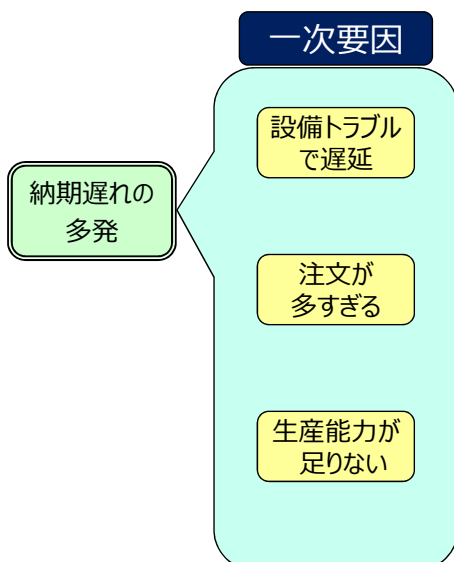 一次要因
設備トラブル
で遅延
納期遅れの
多発
注文が
多すぎる
生産能力が
足りない